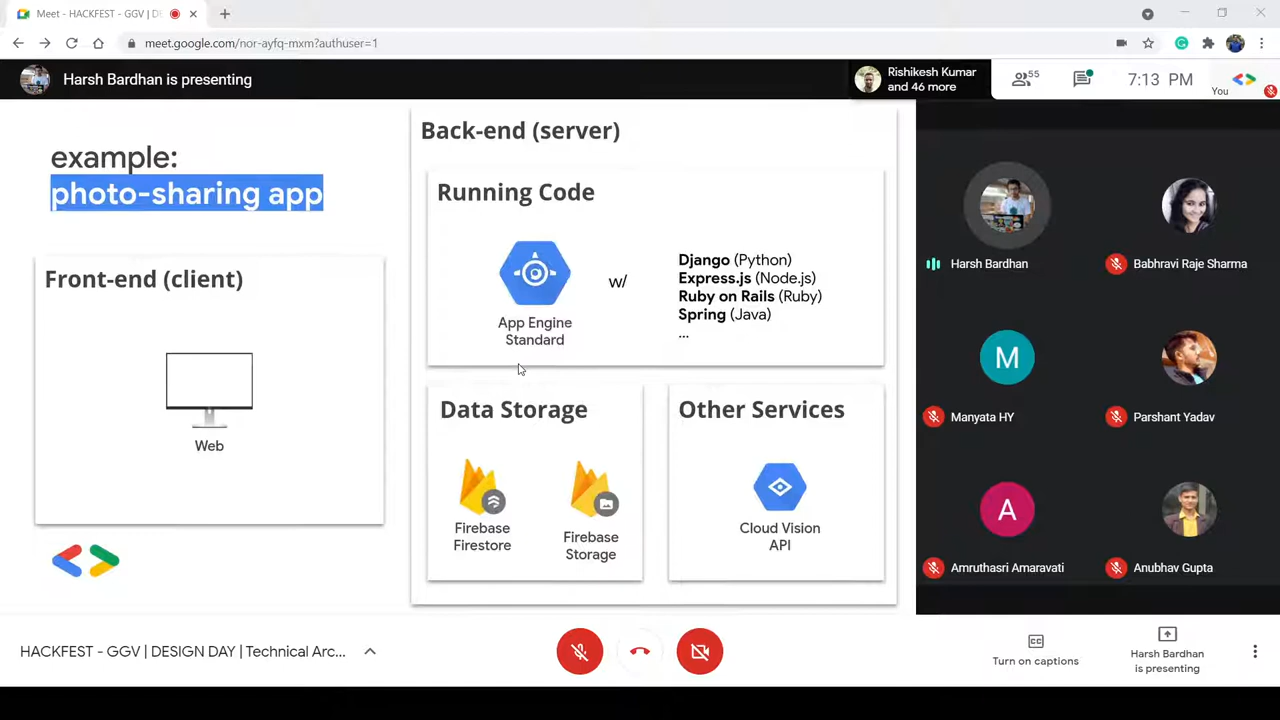 Meet - HACKFEST - GGV | DE
meet.google.com/nor-ayfq-mxm?authuser=1
Harsh Bardhan is presenting
Rishikesh Kumar
and 46 more
55
7:13 PM
You
example:
photo-sharing app
Front-end (client)
Web
Back-end (server)
Running Code
App Engine
Standard
w/
Django (Python)
Express.js (Node.js)
Ruby on Rails (Ruby)
Spring (Java)
...
Data Storage
Firebase
Firestore
Firebase
Storage
Other Services
Cloud Vision
API
Harsh Bardhan
Babhravi Raje Sharma
M
Manyata HY
Parshant Yadav
A
Amruthasri Amaravati
Anubhav Gupta
HACKFEST - GGV | DESIGN DAY | Technical Arc...
CC
Turn on captions
Harsh Bardhan
is presenting